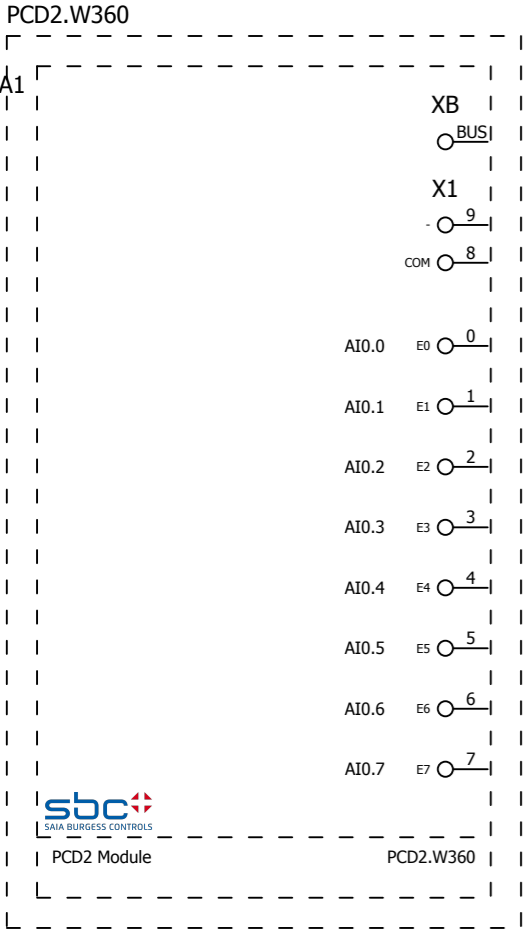 PCD2.W360
A1
XB
BUS
X1
- 9
COM 8
AI0.0 E0 0
AI0.1 E1 1
AI0.2 E2 2
AI0.3 E3 3
AI0.4 E4 4
AI0.5 E5 5
AI0.6 E6 6
AI0.7 E7 7
sbc
SAIA BURGESS CONTROLS
PCD2 Module PCD2.W360